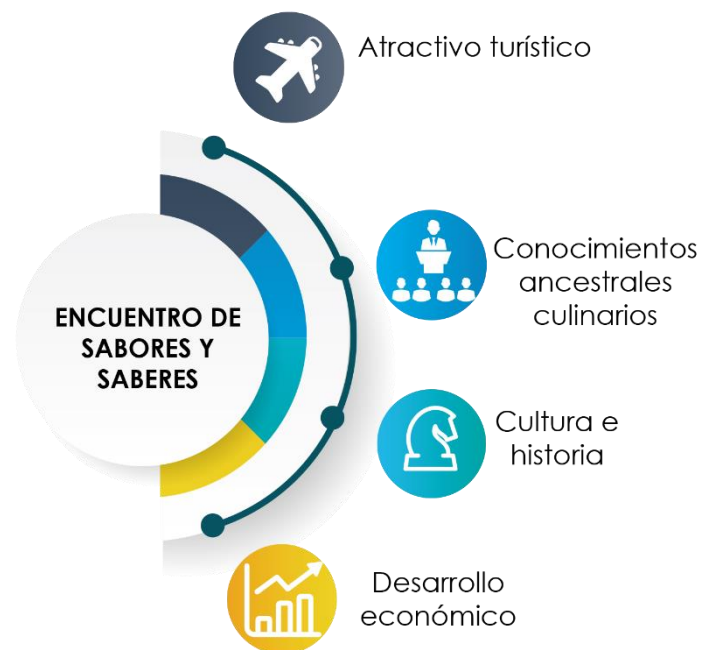 Atractivo turístico
Conocimientos
ancestrales
culinarios
ENCUENTRO DE
SABORES Y
SABERES
Cultura e
historia
Desarrollo
económico